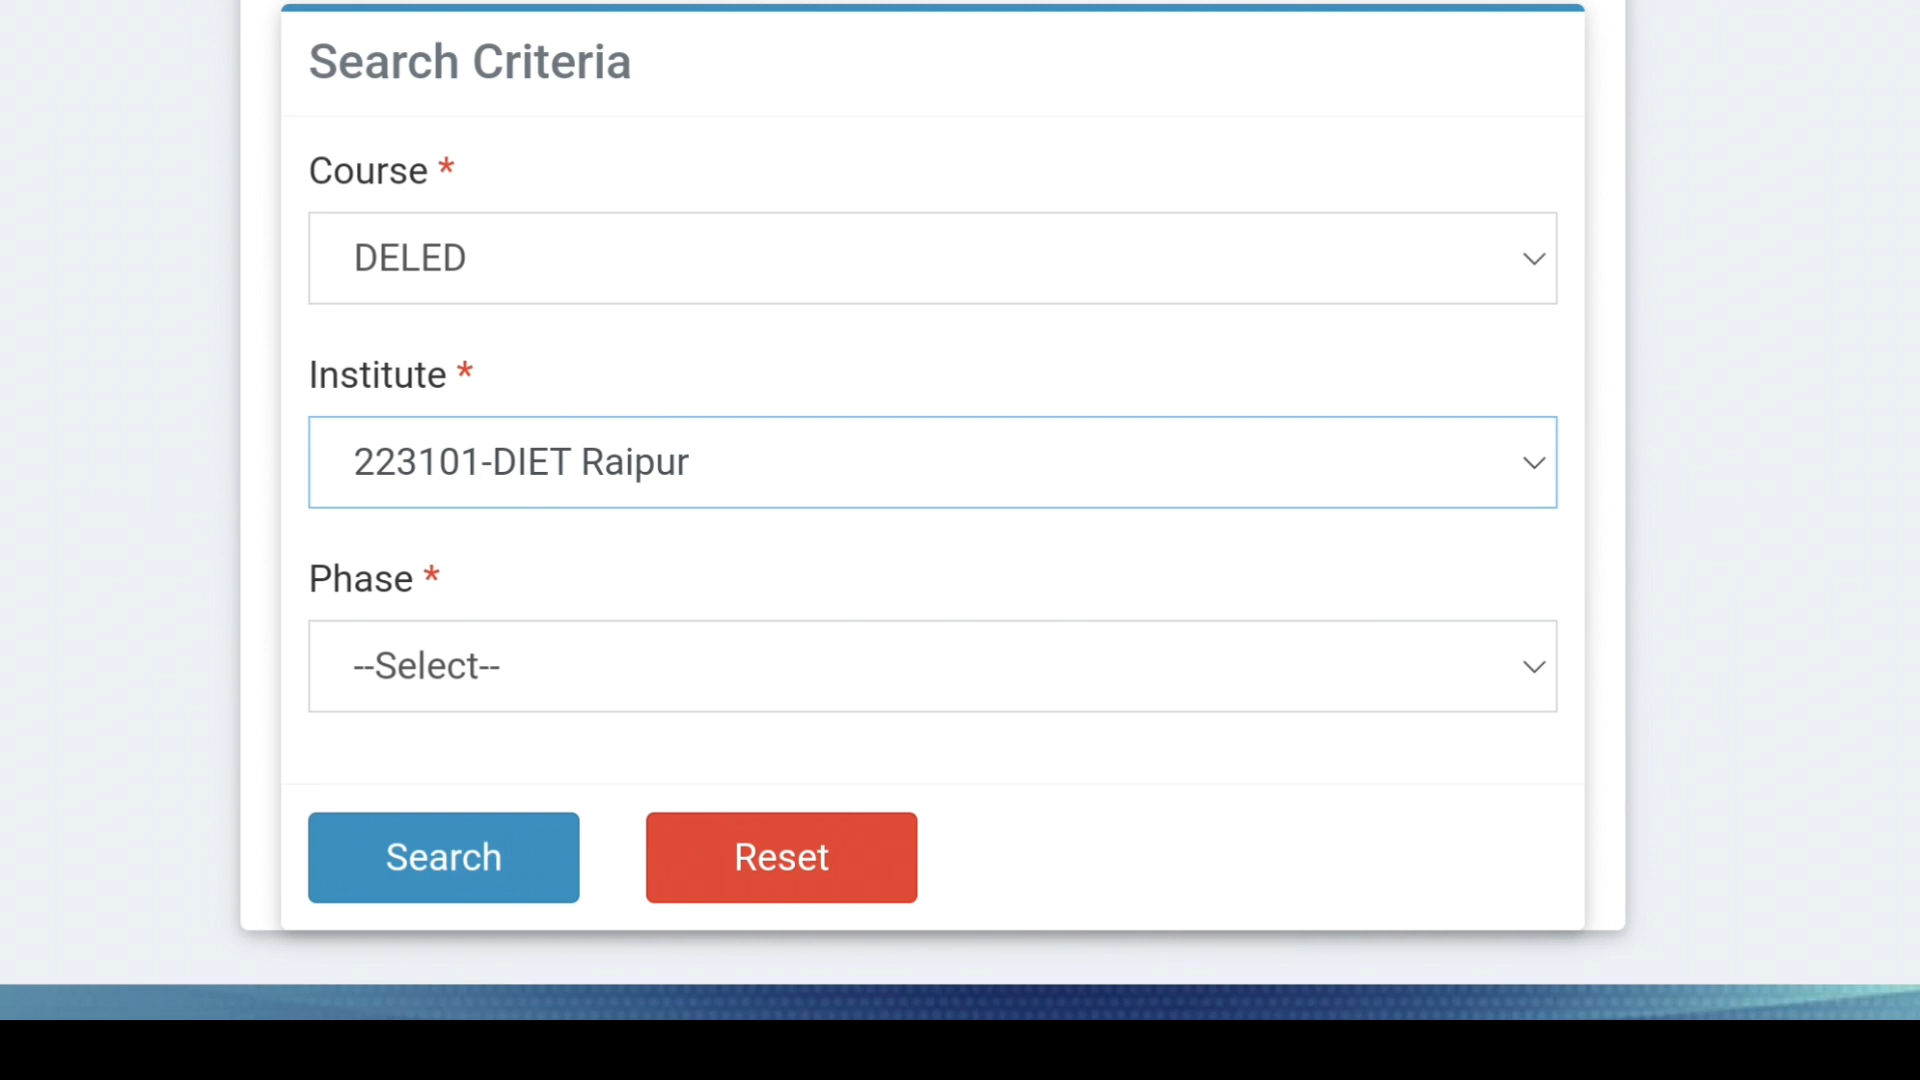 Search Criteria
Course *
DELED
Institute *
223101-DIET Raipur
Phase *
--Select--
Search
Reset